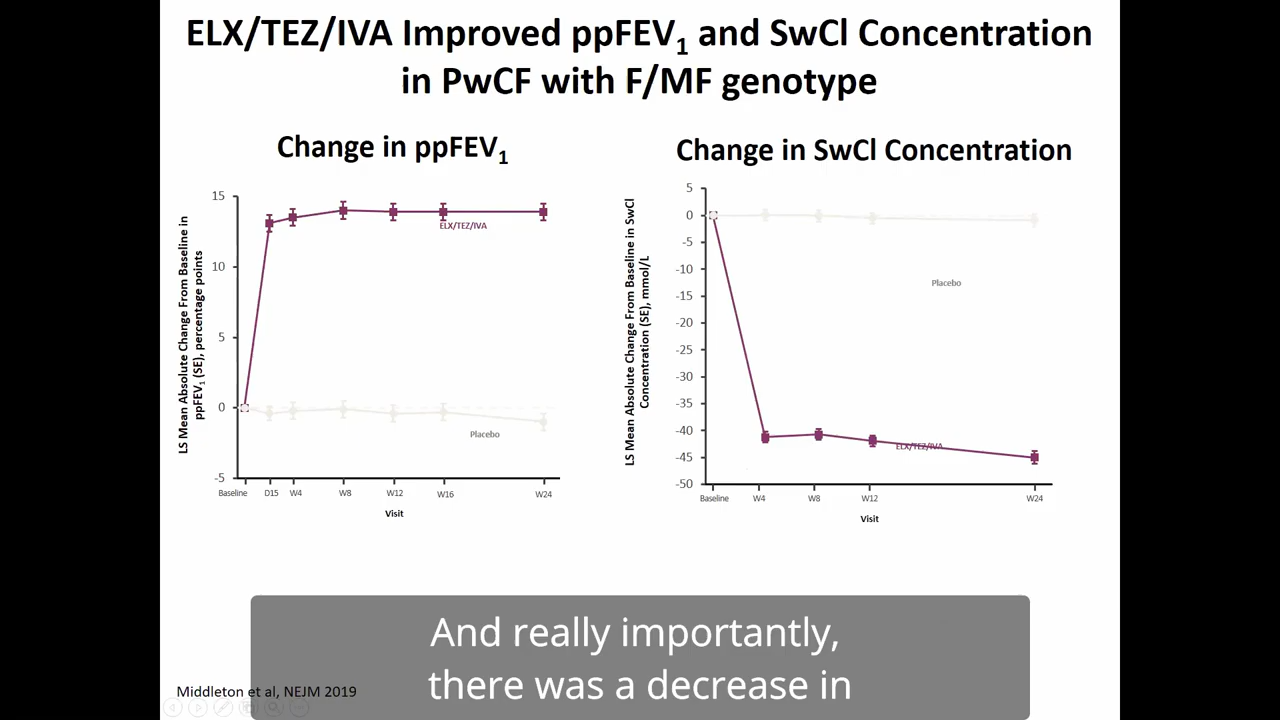 ELX/TEZ/IVA Improved ppFEV1 and SwCl Concentration
in PwCF with F/MF genotype
Change in ppFEV1
LS Mean Absolute Change From Baseline in
ppFEV1 (SE), percentage points
15
10
5
0
-5
ELX/TEZ/IVA
Placebo
Baseline D15 W4 W8 W12 W16 W24
Visit
Change in SwCl Concentration
LS Mean Absolute Change From Baseline in SwCl
Concentration (SE), mmol/L
5
0
-5
-10
-15
-20
-25
-30
-35
-40
-45
-50
Placebo
ELX/TEZ/IVA
Baseline W4 W8 W12 W24
Visit
And really importantly,
there was a decrease in
Middleton et al, NEJM 2019